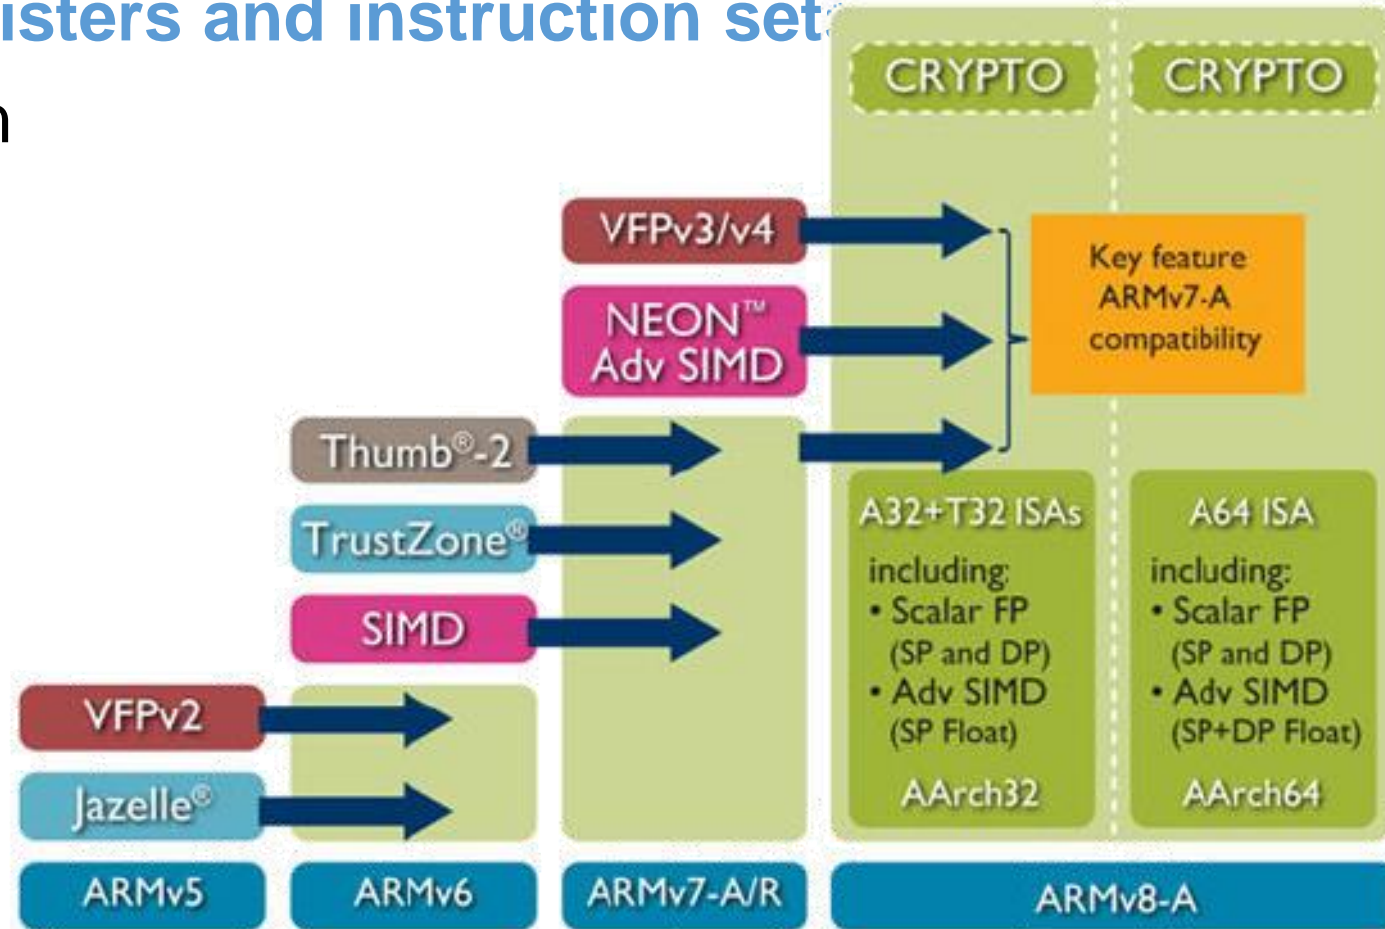 isters and instruction sets
n
CRYPTO
CRYPTO
VFPv3/v4
NEON™
Adv SIMD
Key feature
ARMv7-A
compatibility
Thumb®-2
TrustZone®
SIMD
VFPv2
Jazelle®
A32+T32 ISAs
including:
• Scalar FP
(SP and DP)
• Adv SIMD
(SP Float)
AArch32
A64 ISA
including:
• Scalar FP
(SP and DP)
• Adv SIMD
(SP+DP Float)
AArch64
ARMv5
ARMv6
ARMv7-A/R
ARMv8-A